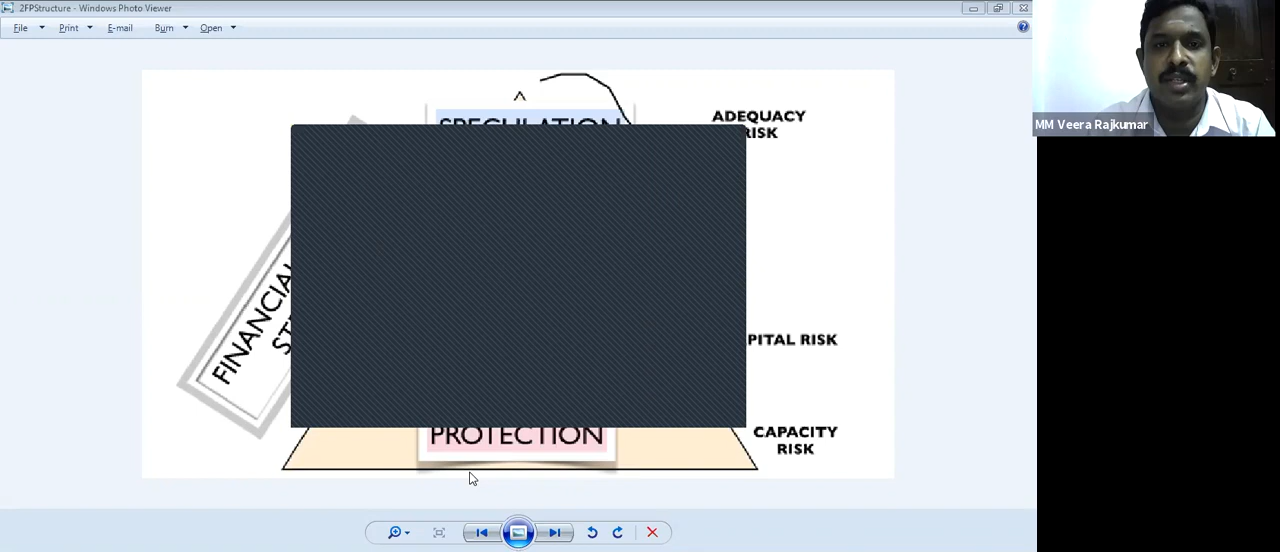 2FPStructure - Windows Photo Viewer
File Print E-mail Burn Open
SPECULATION
ADEQUACY
RISK
FINANCIAL
PITAL RISK
PROTECTION
CAPACITY
RISK
MM Veera Rajkumar